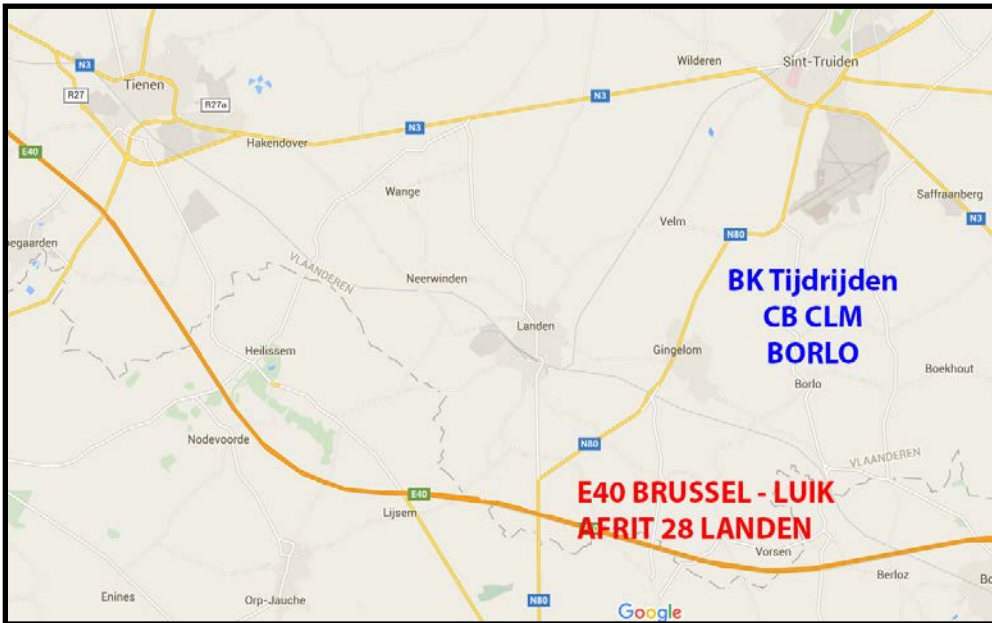 N3
Tienen
R27
R27a
N3
N3
Wilderen
Sint-Truiden
E40
Hakendover
Wange
Velm
Saffraanberg
N3
N80
VLAANDEREN
Neerwinden
BK Tijdrijden
CB CLM
BORLO
Landen
Heilissem
Gingelom
Borlo
Boekhout
Nodevoorde
N80
VLAANDEREN
E40
Lijsem
E40 BRUSSEL - LUIK
AFRIT 28 LANDEN
Vorsen
Berloz
Enines
Orp-Jauche
N80
Google